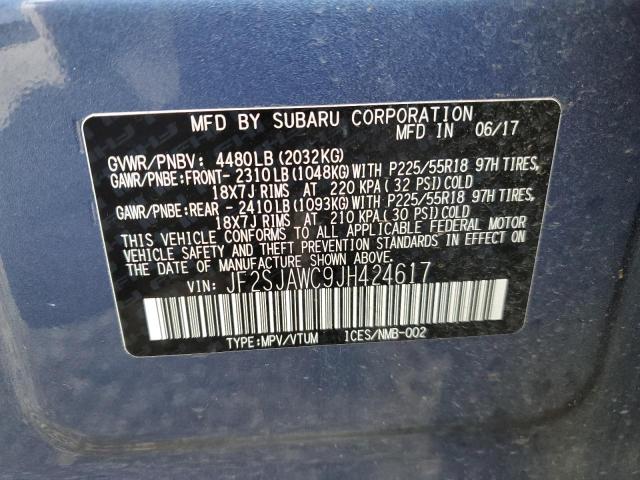 MFD BY SUBARU CORPORATION
MFD IN 06/17
GVWR/PNBV: 4480LB(2032KG)
GAWR/PNBE:FRONT- 2310LB(1048KG)WITH P225/55R18 97H TIRES,
18X7J RIMS AT 220 KPA(32 PSI)COLD
GAWR/PNBE:REAR - 2410LB(1093KG)WITH P225/55R18 97H TIRES,
18X7J RIMS AT 210 KPA(30 PSI)COLD
THIS VEHICLE CONFORMS TO ALL APPLICABLE FEDERAL MOTOR
VEHICLE SAFETY AND THEFT PREVENTION STANDARDS IN EFFECT
ON THE DATE OF MANUFACTURE SHOWN ABOVE.
VIN: JF2SJAWC9JH424617
TYPE:MPV/VTUM ICES/NMB-002